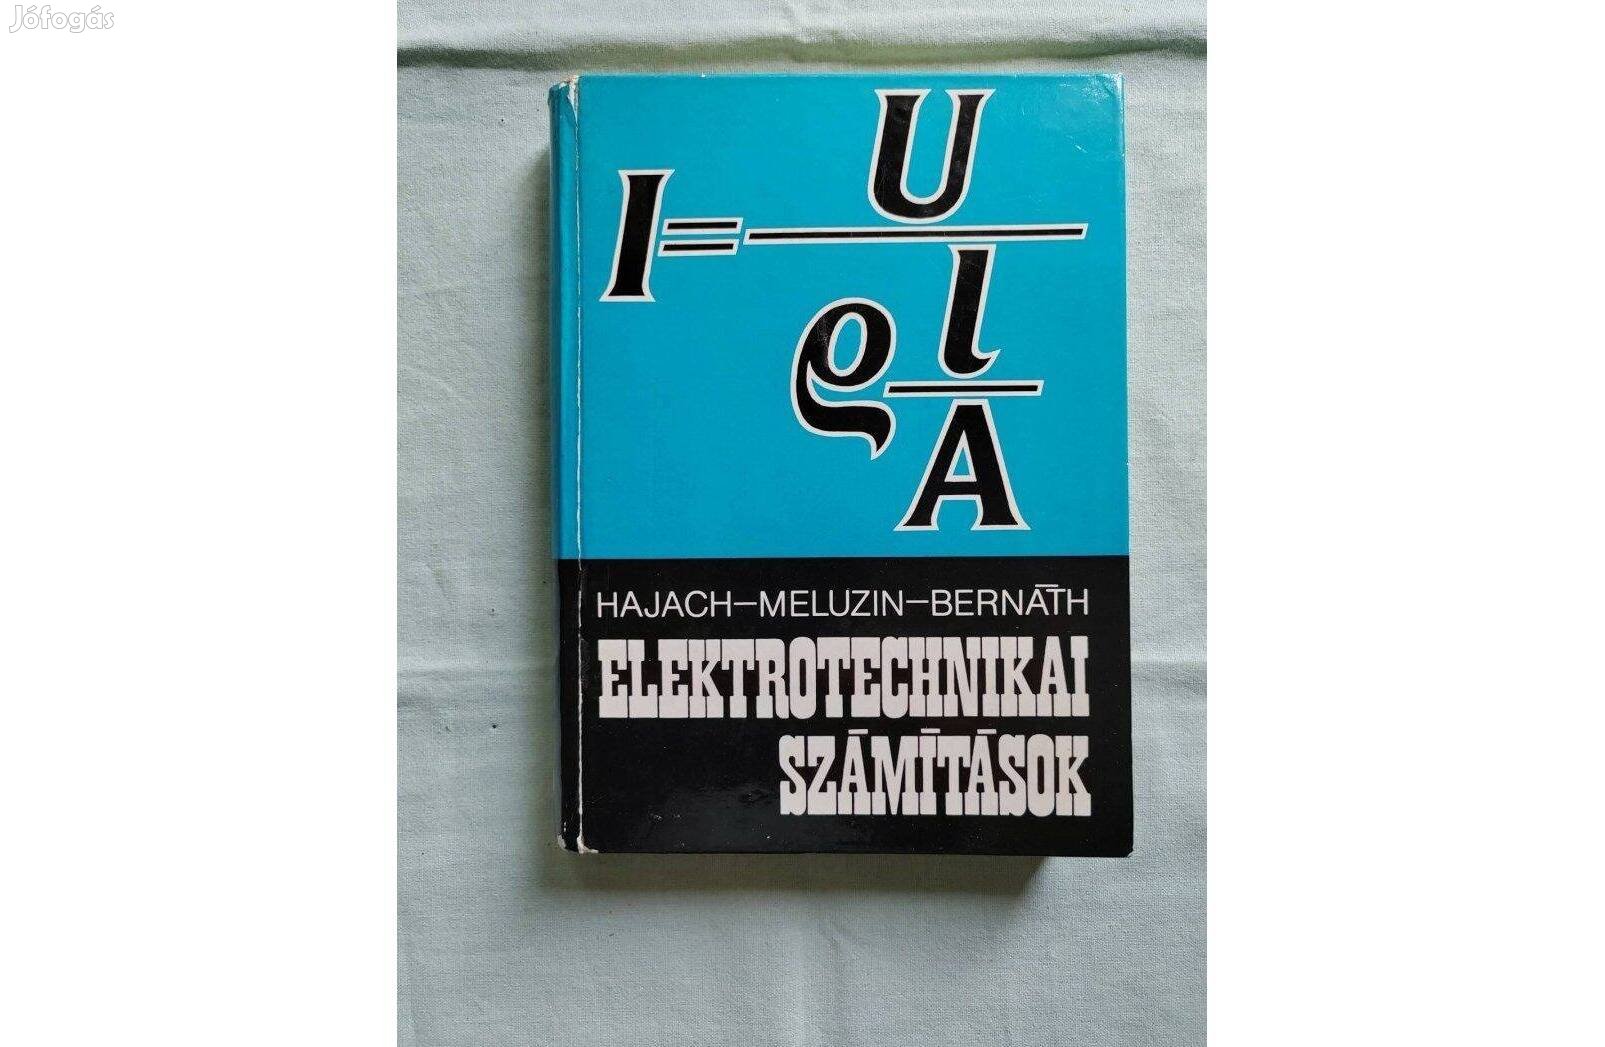 Jófogás
U
I=
l
ϱ
A
HAJACH–MELUZIN–BERNÁTH
ELEKTROTECHNIKAI
SZÁMÍTÁSOK